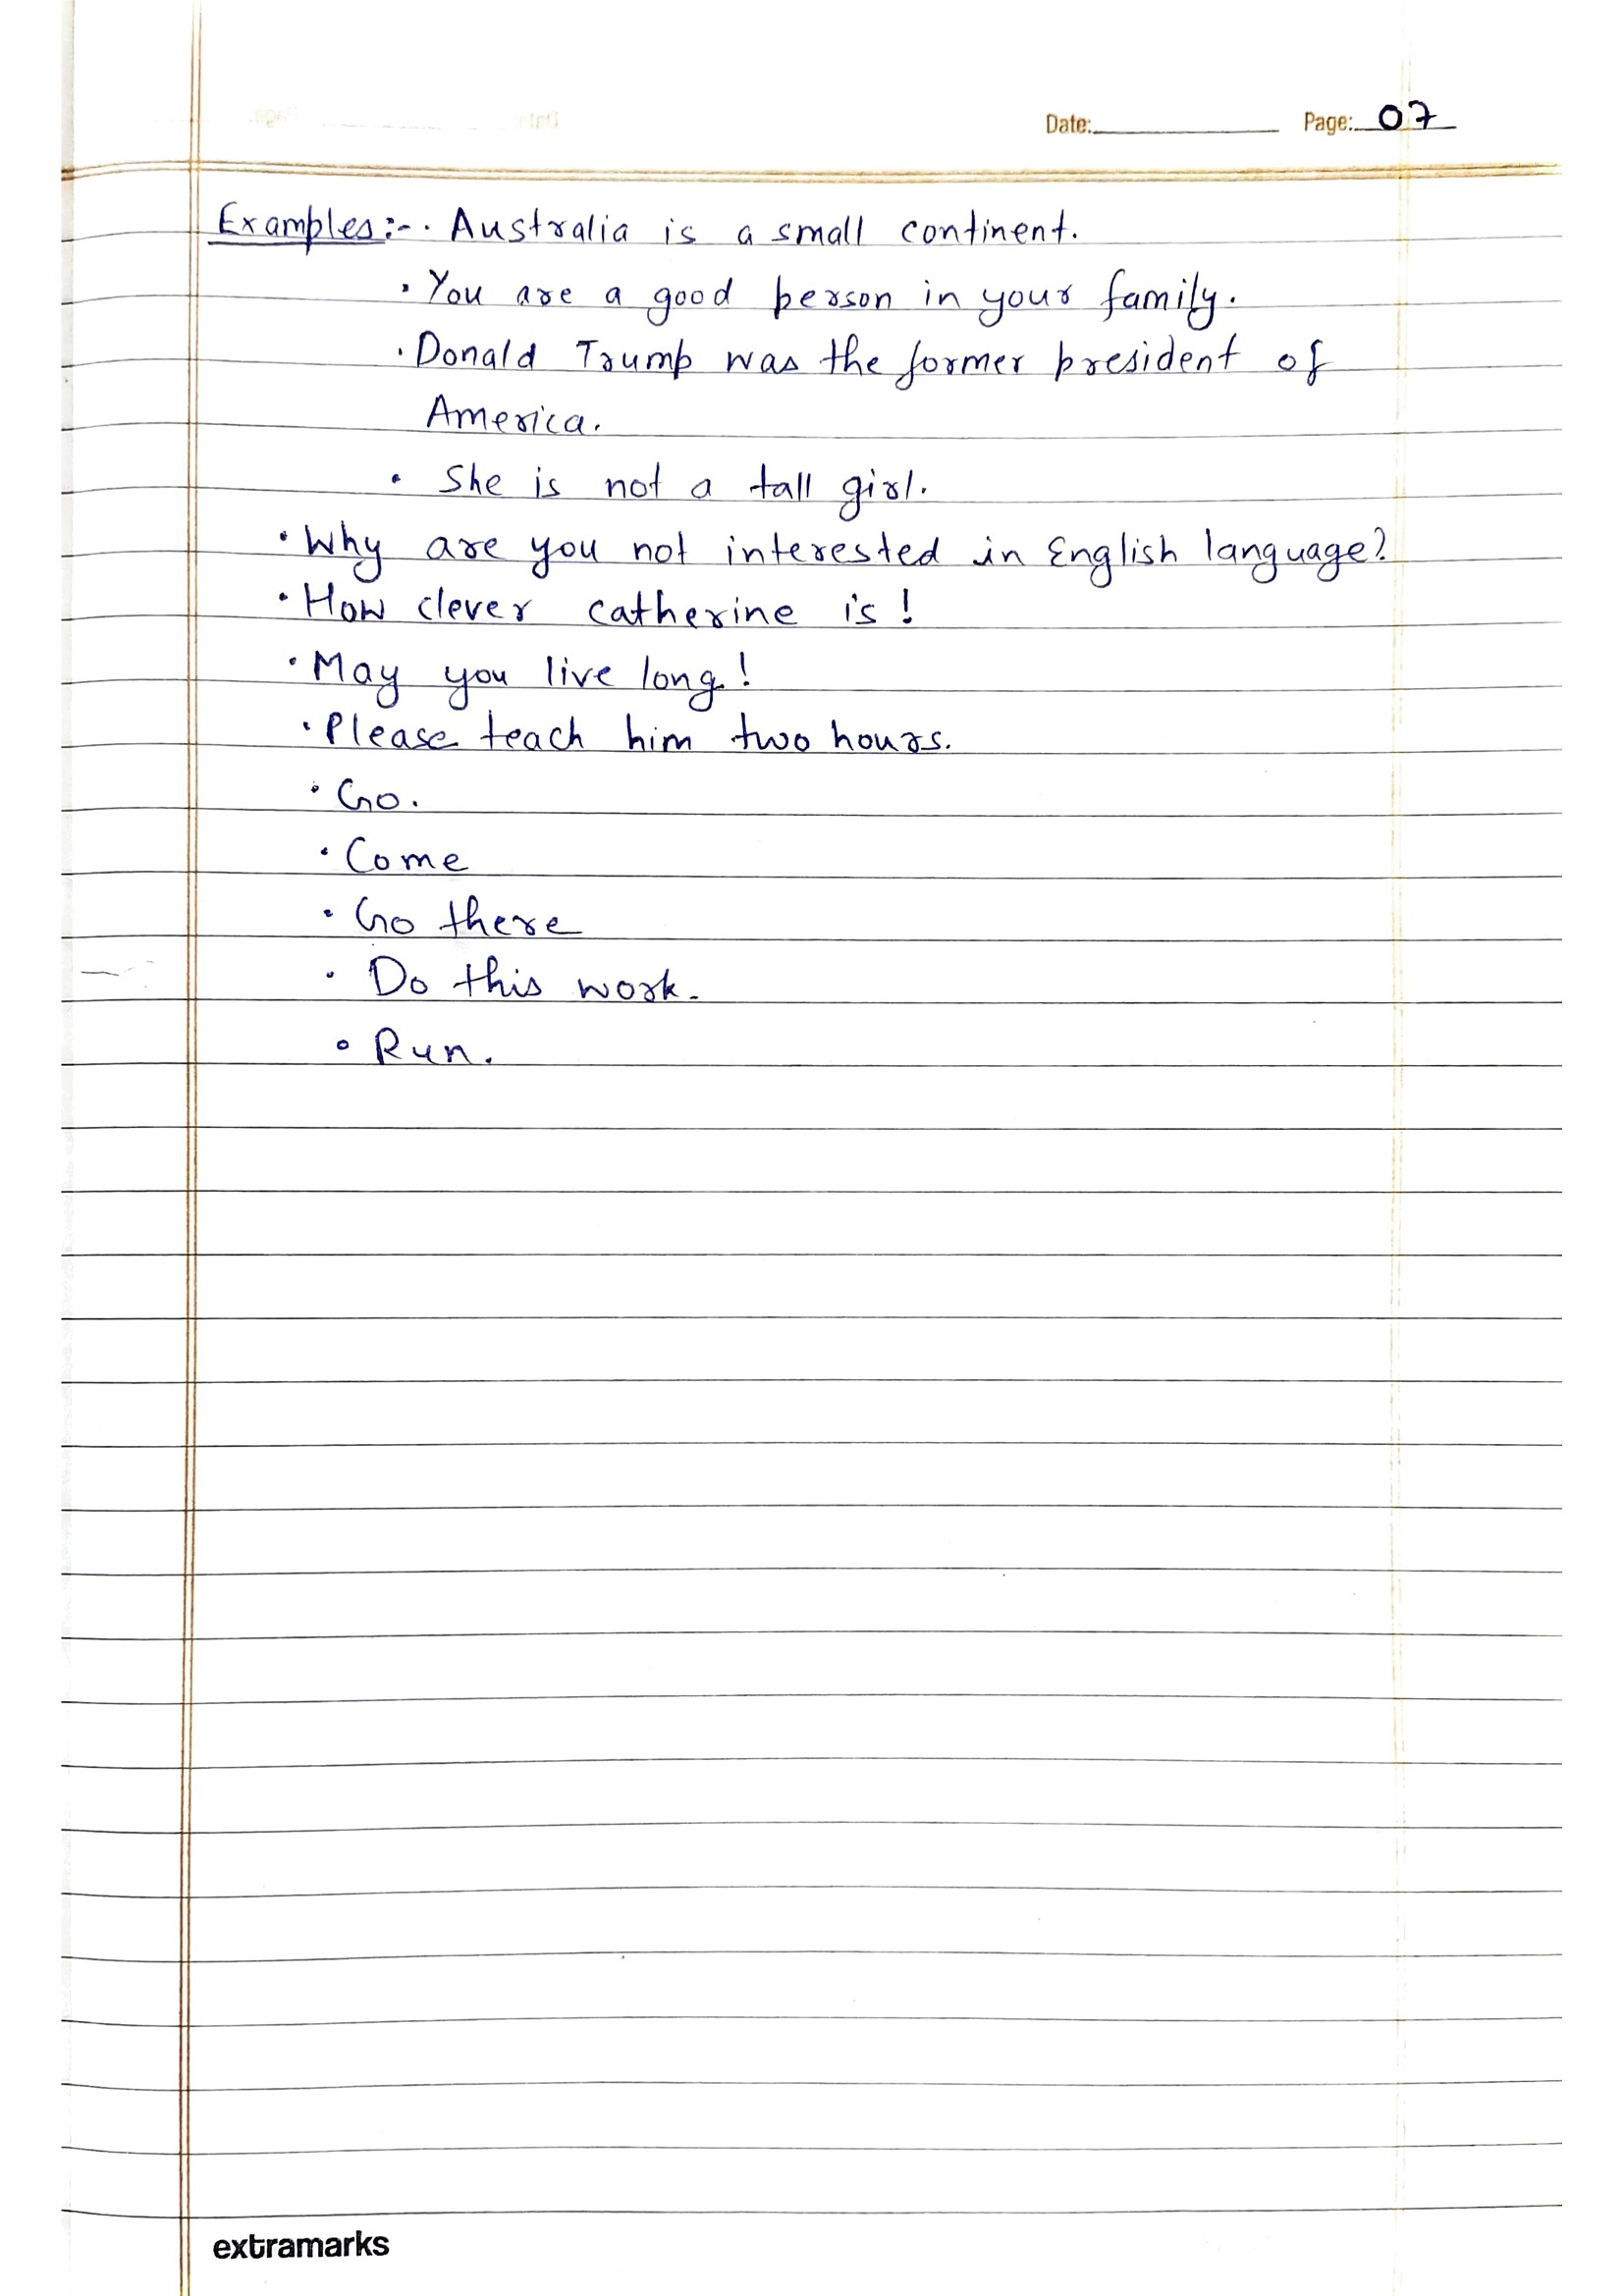 Date: Page: 07
Examples:- · Australia is a small continent.
· You are a good person in your family.
· Donald Trump was the former president of
America.
· She is not a tall girl.
· Why are you not interested in English language?
· How clever catherine is!
· May you live long!
· Please teach him two hours.
· Go.
· Come
· Go there
· Do this work.
· Run.
extramarks